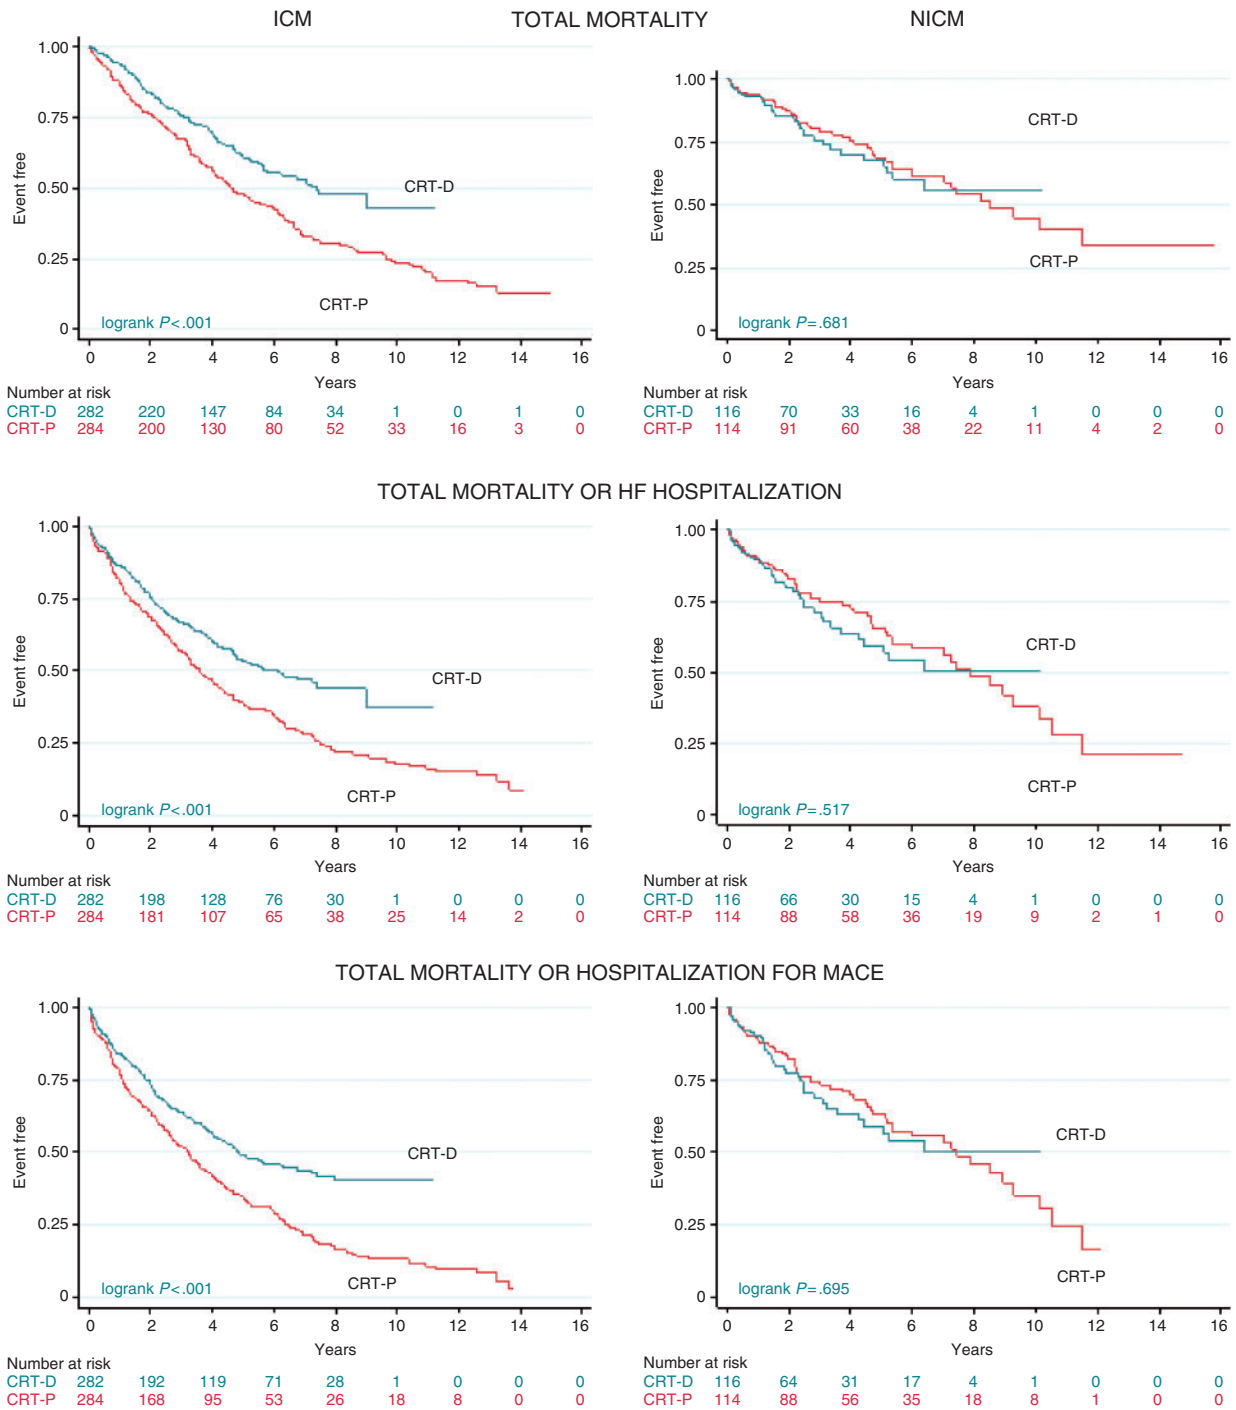 ICM TOTAL MORTALITY NICM
1.00
0.75
0.50
0.25
0
Event free
CRT-D
CRT-P
logrank P<.001
0 2 4 6 8 10 12 14 16
Years
Number at risk
CRT-D 282 220 147 84 34 1 0 1 0
CRT-P 284 200 130 80 52 33 16 3 0
1.00
0.75
0.50
0.25
0
Event free
CRT-D
CRT-P
logrank P=.681
0 2 4 6 8 10 12 14 16
Years
Number at risk
CRT-D 116 70 33 16 4 1 0 0 0
CRT-P 114 91 60 38 22 11 4 2 0
TOTAL MORTALITY OR HF HOSPITALIZATION
1.00
0.75
0.50
0.25
0
Event free
CRT-D
CRT-P
logrank P<.001
0 2 4 6 8 10 12 14 16
Years
Number at risk
CRT-D 282 198 128 76 30 1 0 0 0
CRT-P 284 181 107 65 38 25 14 2 0
1.00
0.75
0.50
0.25
0
Event free
CRT-D
CRT-P
logrank P=.517
0 2 4 6 8 10 12 14 16
Years
Number at risk
CRT-D 116 66 30 15 4 1 0 0 0
CRT-P 114 88 58 36 19 9 2 1 0
TOTAL MORTALITY OR HOSPITALIZATION FOR MACE
1.00
0.75
0.50
0.25
0
Event free
CRT-D
CRT-P
logrank P<.001
0 2 4 6 8 10 12 14 16
Years
Number at risk
CRT-D 282 192 119 71 28 1 0 0 0
CRT-P 284 168 95 53 26 18 8 0 0
1.00
0.75
0.50
0.25
0
Event free
CRT-D
CRT-P
logrank P=.695
0 2 4 6 8 10 12 14 16
Years
Number at risk
CRT-D 116 64 31 17 4 1 0 0 0
CRT-P 114 88 56 35 18 8 1 0 0